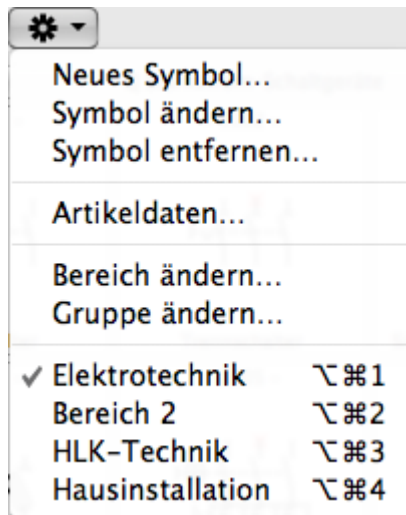 Neues Symbol...
Symbol ändern...
Symbol entfernen...
Artikeldaten...
Bereich ändern...
Gruppe ändern...
✓ Elektrotechnik ⌥⌘1
Bereich 2 ⌥⌘2
HLK-Technik ⌥⌘3
Hausinstallation ⌥⌘4